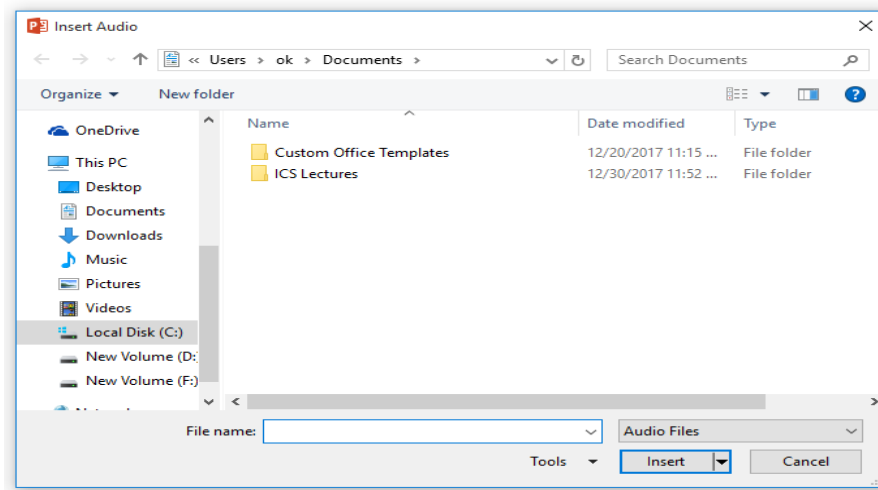 Insert Audio
« Users > ok > Documents >
Search Documents
Organize
New folder
Name
Date modified
Type
OneDrive
This PC
Desktop
Documents
Downloads
Music
Pictures
Videos
Local Disk (C:)
New Volume (D:
New Volume (F:)
Custom Office Templates 12/20/2017 11:15 ... File folder
ICS Lectures 12/30/2017 11:52 ... File folder
File name:
Audio Files
Tools
Insert
Cancel